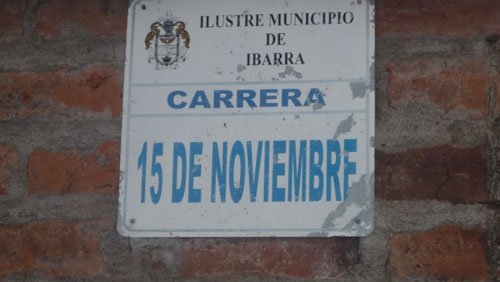 ILUSTRE MUNICIPIO
DE
IBARRA
CARRERA
15 DE NOVIEMBRE